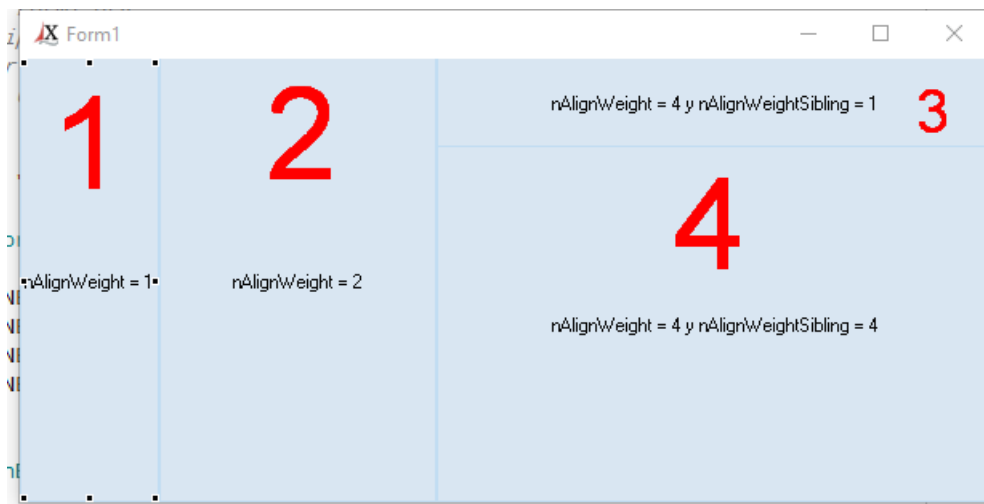 Form1
1
2
3
4
nAlignWeight = 4 y nAlignWeightSibling = 1
nAlignWeight = 1
nAlignWeight = 2
nAlignWeight = 4 y nAlignWeightSibling = 4